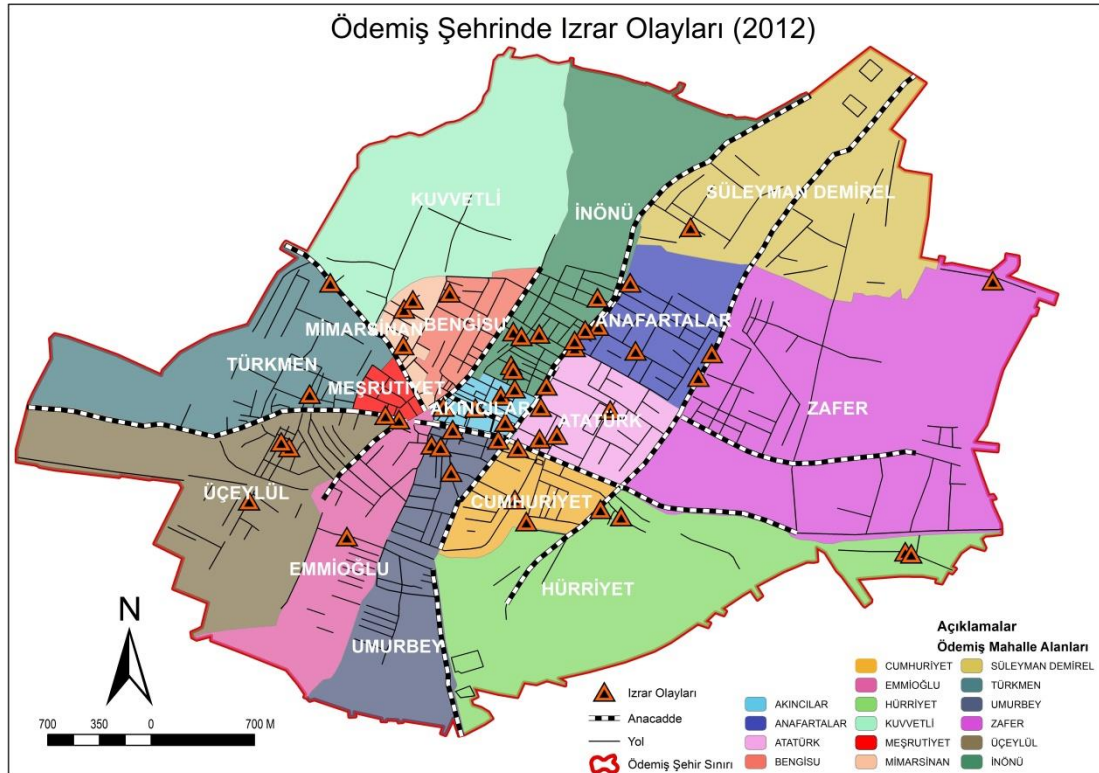 Ödemiş Şehrinde Izrar Olayları (2012)
KUVVETLİ
İNÖNÜ
SÜLEYMAN DEMİREL
MİMARSİNAN
BENGİSU
ANAFARTALAR
TÜRKMEN
MEŞRUTİYET
AKINCILAR
ATATÜRK
ZAFER
ÜÇEYLÜL
CUMHURİYET
EMMİOĞLU
HÜRRİYET
UMURBEY
N
700 350 0 700 M
Izrar Olayları
Anacadde
Yol
Ödemiş Şehir Sınırı
Açıklamalar
Ödemiş Mahalle Alanları
AKINCILAR
ANAFARTALAR
ATATÜRK
BENGİSU
CUMHURİYET
EMMİOĞLU
HÜRRİYET
KUVVETLİ
MEŞRUTİYET
MİMARSİNAN
SÜLEYMAN DEMİREL
TÜRKMEN
UMURBEY
ZAFER
ÜÇEYLÜL
İNÖNÜ